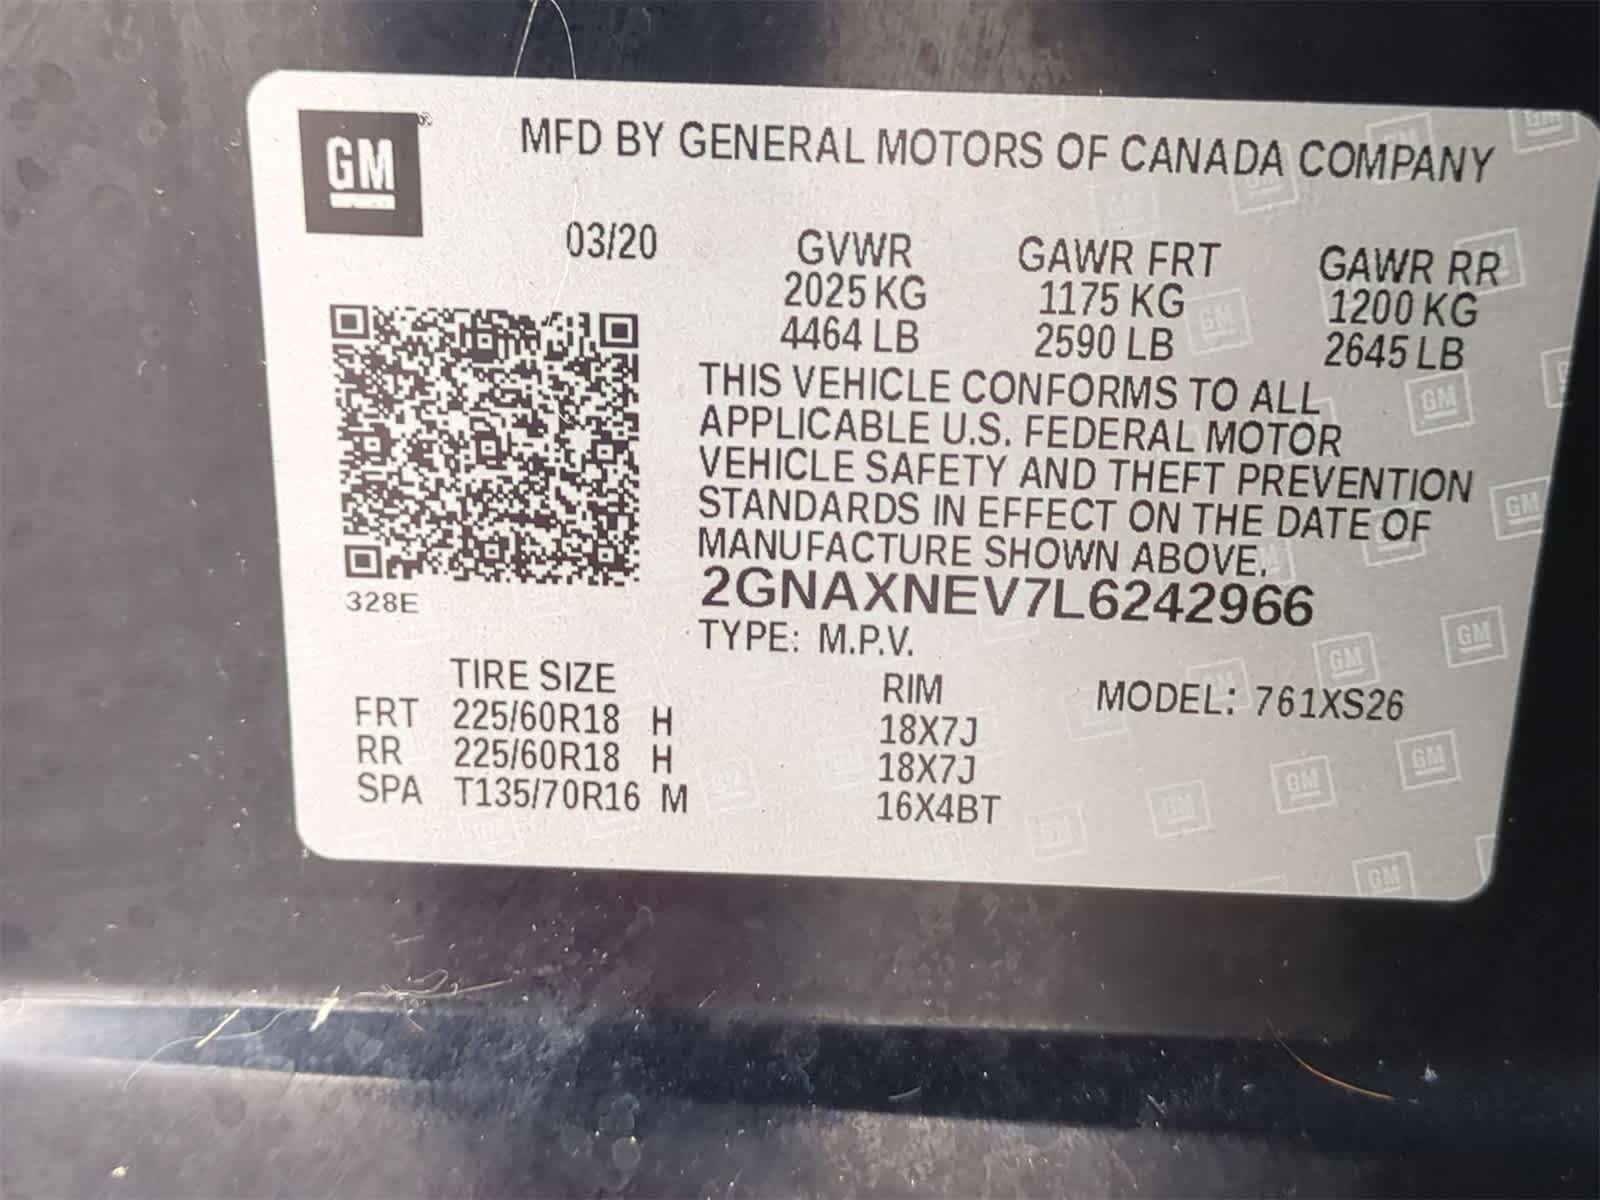 GM
MFD BY GENERAL MOTORS OF CANADA COMPANY
03/20 GVWR GAWR FRT GAWR RR
2025 KG 1175 KG 1200 KG
4464 LB 2590 LB 2645 LB
THIS VEHICLE CONFORMS TO ALL
APPLICABLE U.S. FEDERAL MOTOR
VEHICLE SAFETY AND THEFT PREVENTION
STANDARDS IN EFFECT ON THE DATE OF
MANUFACTURE SHOWN ABOVE.
2GNAXNEV7L6242966
328E
TYPE: M.P.V.
TIRE SIZE RIM MODEL: 761XS26
FRT 225/60R18 H 18X7J
RR 225/60R18 H 18X7J
SPA T135/70R16 M 16X4BT